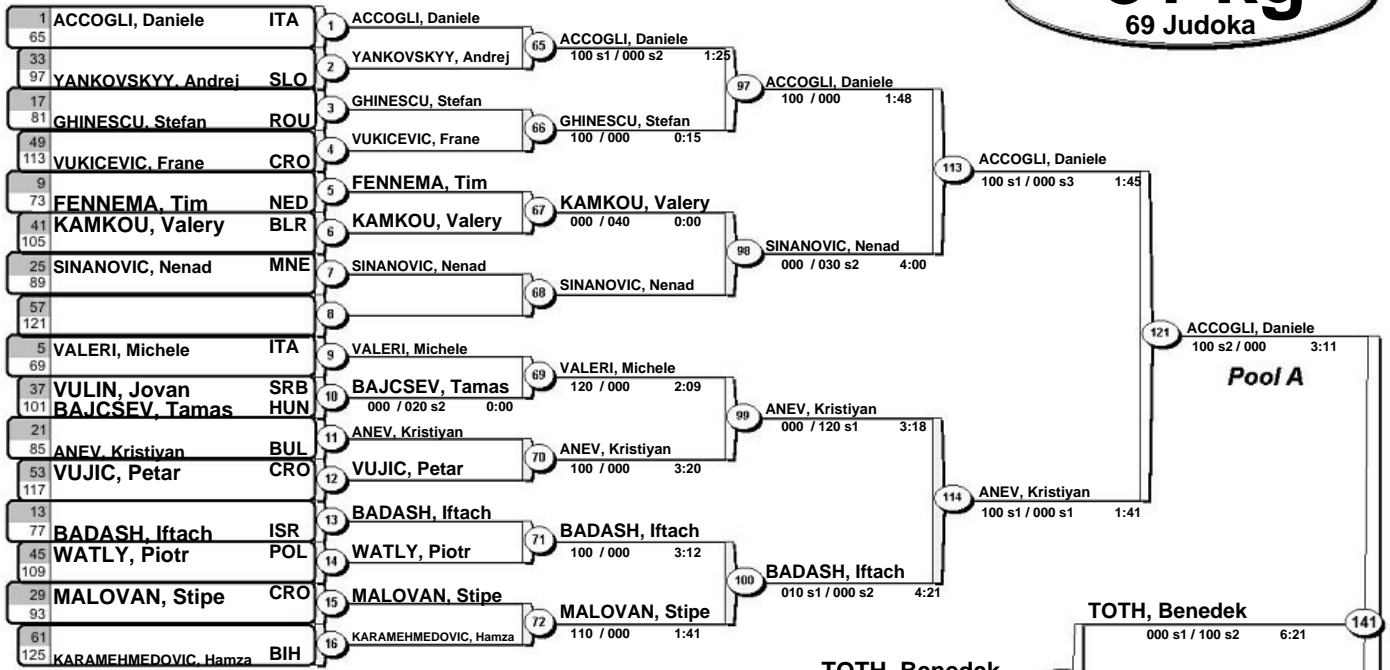 69 Judoka
1 ACCOGLI, Daniele ITA
65
33
97 YANKOVSKYY, Andrej SLO
17
81 GHINESCU, Stefan ROU
49
113 VUKICEVIC, Frane CRO
9
73 FENNEMA, Tim NED
41 KAMKOU, Valery BLR
105
25 SINANOVIC, Nenad MNE
89
57
121
5 VALERI, Michele ITA
69
37 VULIN, Jovan SRB
101 BAJCSEV, Tamas HUN
21
85 ANEV, Kristiyan BUL
53 VUJIC, Petar CRO
117
13
77 BADASH, Iftach ISR
45 WATLY, Piotr POL
109
29 MALOVAN, Stipe CRO
93
61
125 KARAMEHMEDOVIC, Hamza BIH
1 ACCOGLI, Daniele
2 YANKOVSKYY, Andrej
3 GHINESCU, Stefan
4 VUKICEVIC, Frane
5 FENNEMA, Tim
6 KAMKOU, Valery
7 SINANOVIC, Nenad
8
9 VALERI, Michele
10 BAJCSEV, Tamas
000 / 020 s2 0:00
11 ANEV, Kristiyan
12 VUJIC, Petar
13 BADASH, Iftach
14 WATLY, Piotr
15 MALOVAN, Stipe
16 KARAMEHMEDOVIC, Hamza
65 ACCOGLI, Daniele
100 s1 / 000 s2 1:25
66 GHINESCU, Stefan
100 / 000 0:15
67 KAMKOU, Valery
000 / 040 0:00
68 SINANOVIC, Nenad
69 VALERI, Michele
120 / 000 2:09
70 ANEV, Kristiyan
100 / 000 3:20
71 BADASH, Iftach
100 / 000 3:12
72 MALOVAN, Stipe
110 / 000 1:41
97 ACCOGLI, Daniele
100 / 000 1:48
98 SINANOVIC, Nenad
000 / 030 s2 4:00
99 ANEV, Kristiyan
000 / 120 s1 3:18
100 BADASH, Iftach
010 s1 / 000 s2 4:21
113 ACCOGLI, Daniele
100 s1 / 000 s3 1:45
114 ANEV, Kristiyan
100 s1 / 000 s1 1:41
121 ACCOGLI, Daniele
100 s2 / 000 3:11
Pool A
TOTH, Benedek
000 s1 / 100 s2 6:21
141
TOTH, Benedek